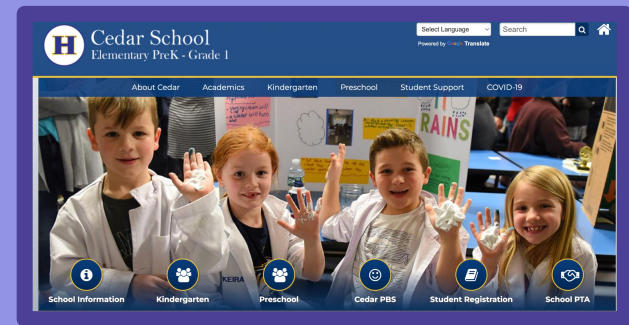 H
Cedar School
Elementary PreK - Grade 1
Select Language
Search
Powered by Google Translate
About Cedar
Academics
Kindergarten
Preschool
Student Support
COVID-19
RAINS
KEIRA
School Information
Kindergarten
Preschool
Cedar PBS
Student Registration
School PTA